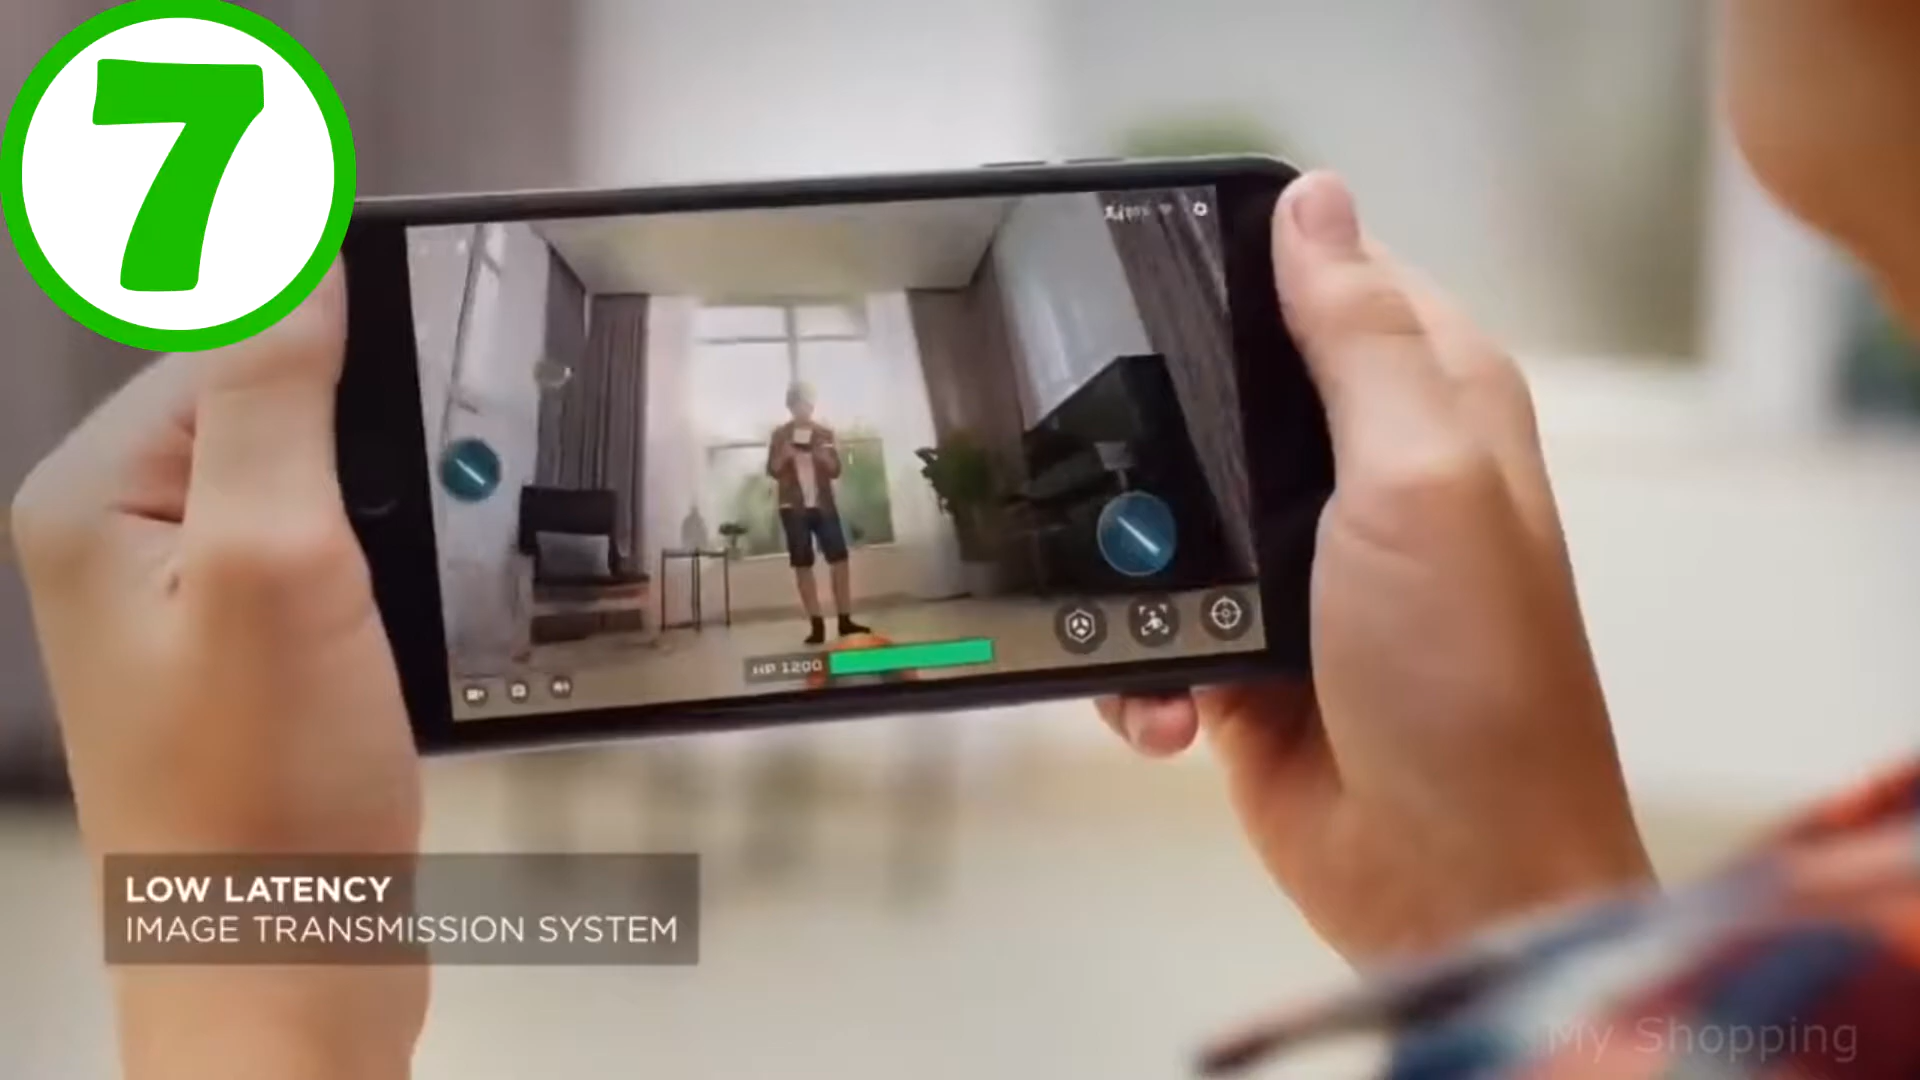 7
HP 1200
LOW LATENCY
IMAGE TRANSMISSION SYSTEM
My Shopping